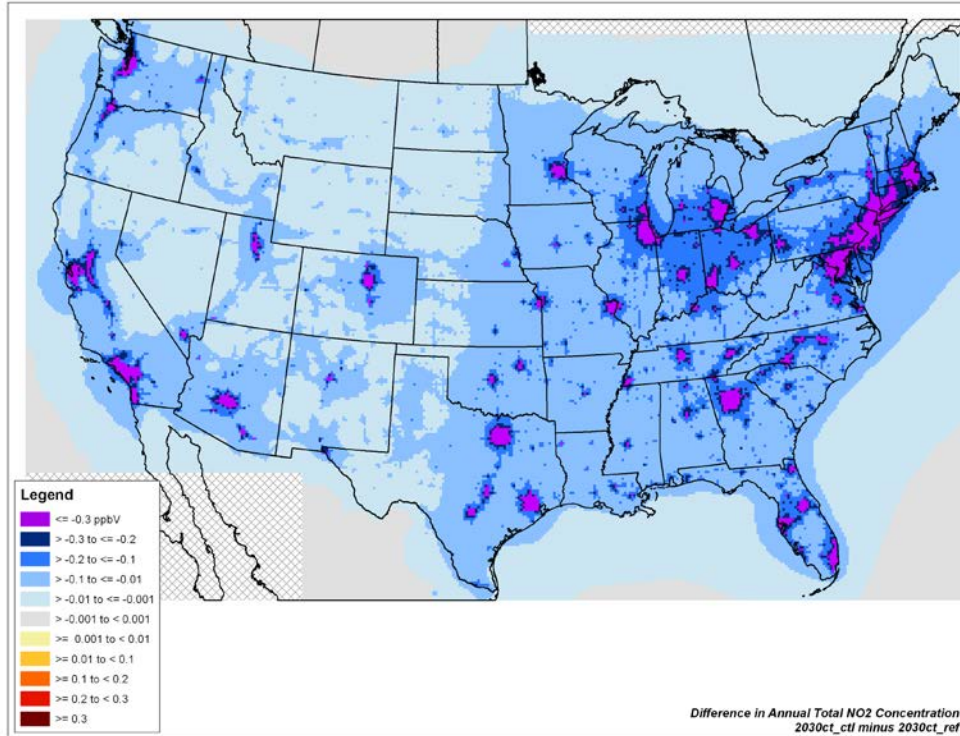 Legend
<= -0.3 ppbV
> -0.3 to <= -0.2
> -0.2 to <= -0.1
> -0.1 to <= -0.01
> -0.01 to <= -0.001
> -0.001 to < 0.001
>= 0.001 to < 0.01
>= 0.01 to < 0.1
>= 0.1 to < 0.2
>= 0.2 to < 0.3
>= 0.3
Difference in Annual Total NO2 Concentration
2030ct_ctl minus 2030ct_ref